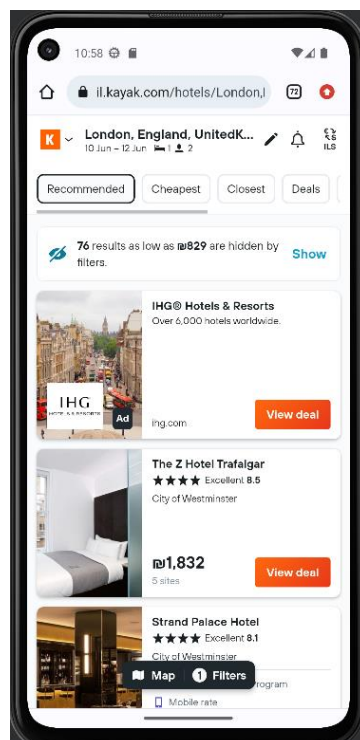 10:58
il.kayak.com/hotels/London,l
72
K
London, England, UnitedK...
10 Jun – 12 Jun 1 2
ILS
Recommended
Cheapest
Closest
Deals
76 results as low as ₪829 are hidden by
filters.
Show
IHG® Hotels & Resorts
Over 6,000 hotels worldwide.
IHG
HOTELS & RESORTS
Ad
ihg.com
View deal
The Z Hotel Trafalgar
Excellent 8.5
City of Westminster
₪1,832
5 sites
View deal
Strand Palace Hotel
Excellent 8.1
City of Westminster
Map
1 Filters
rogram
Mobile rate